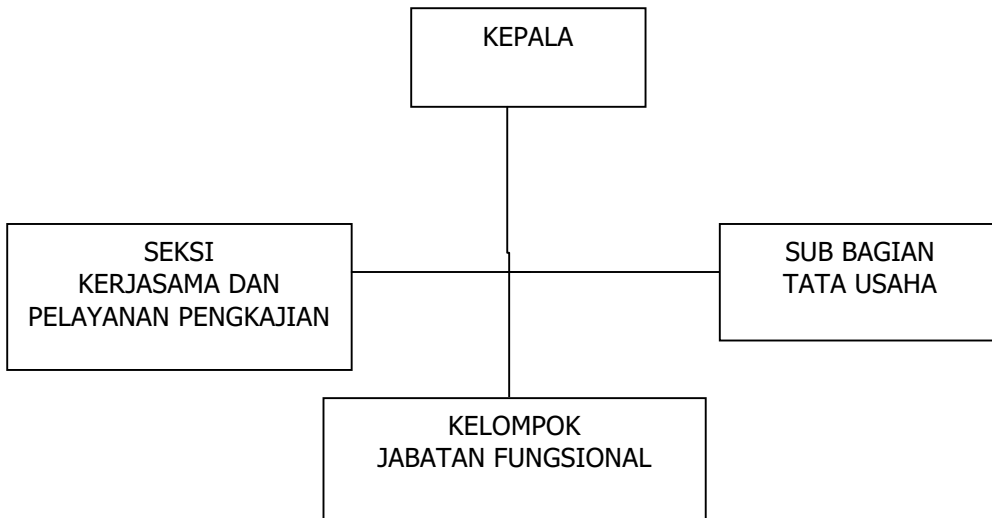 KEPALA
SEKSI
KERJASAMA DAN
PELAYANAN PENGKAJIAN
SUB BAGIAN
TATA USAHA
KELOMPOK
JABATAN FUNGSIONAL